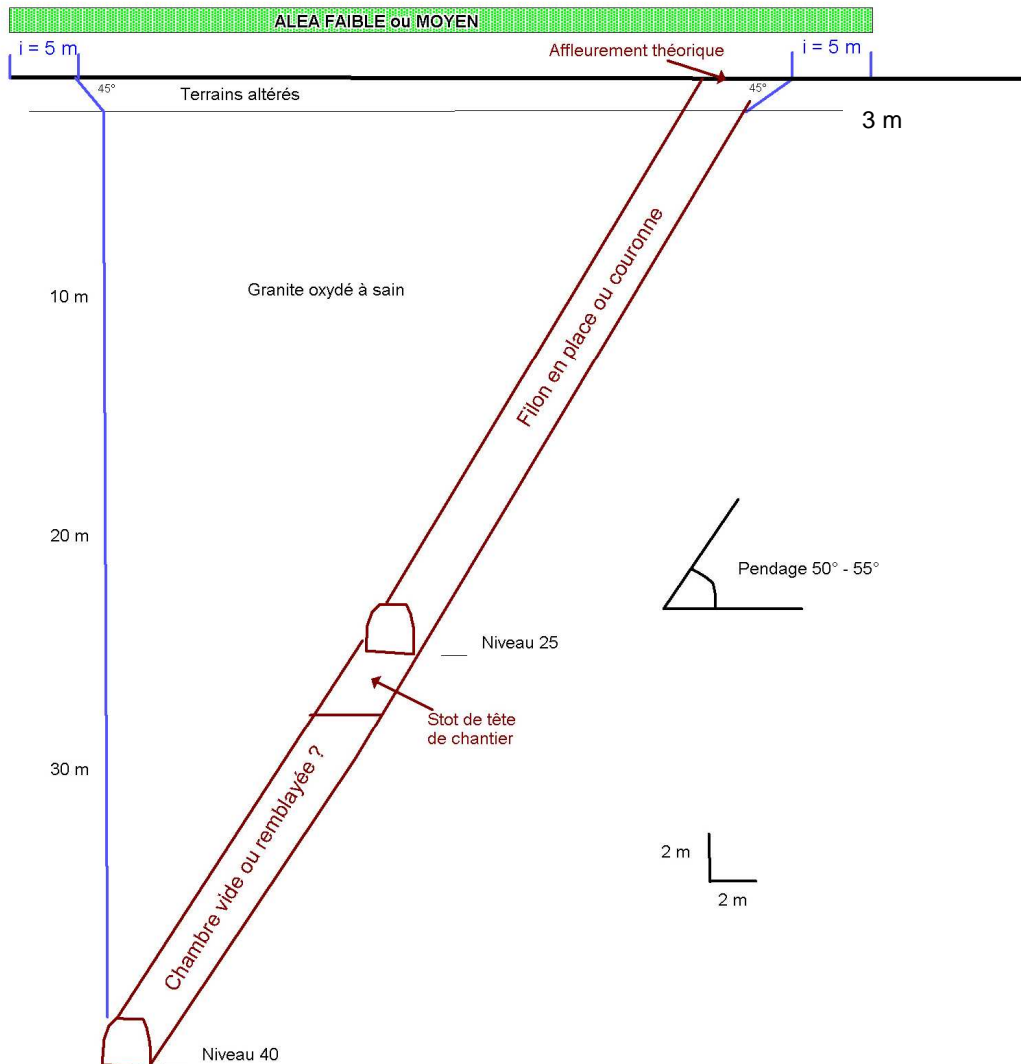 ALEA FAIBLE ou MOYEN
i = 5 m
Affleurement théorique
i = 5 m
45°
Terrains altérés
45°
3 m
10 m
Granite oxydé à sain
Filon en place ou couronne
20 m
Pendage 50° - 55°
Niveau 25
Stot de tête
de chantier
30 m
Chambre vide ou remblayée ?
2 m
2 m
Niveau 40